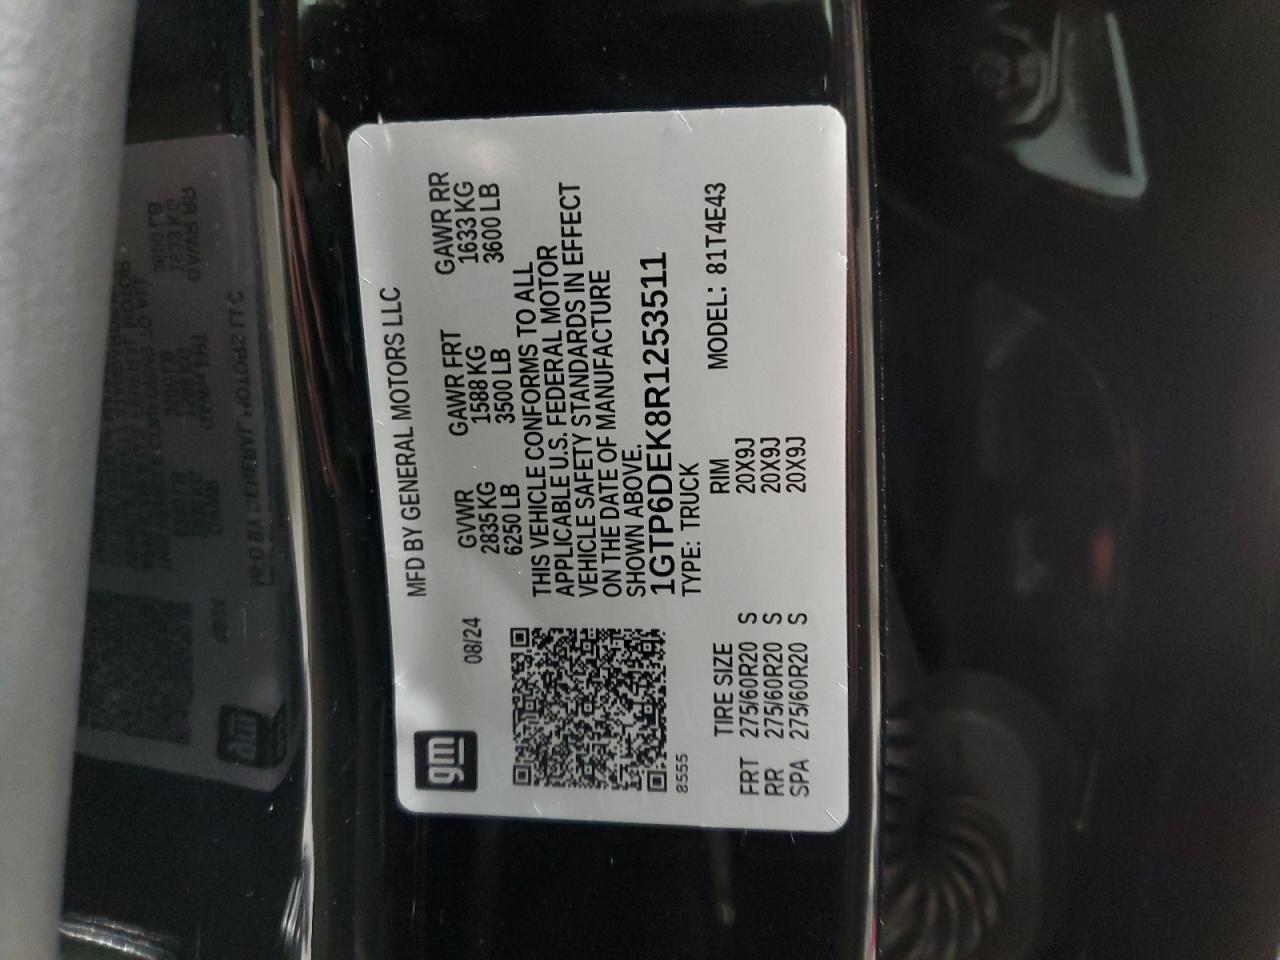 gm
08/24
MFD BY GENERAL MOTORS LLC
GVWR GAWR FRT GAWR RR
2835 KG 1588 KG 1633 KG
6250 LB 3500 LB 3600 LB
THIS VEHICLE CONFORMS TO ALL
APPLICABLE U.S. FEDERAL MOTOR
VEHICLE SAFETY STANDARDS IN EFFECT
ON THE DATE OF MANUFACTURE
SHOWN ABOVE.
1GTP6DEK8R1253511
8555
TYPE: TRUCK
MODEL: 81T4E43
TIRE SIZE RIM
FRT 275/60R20 S 20X9J
RR 275/60R20 S 20X9J
SPA 275/60R20 S 20X9J